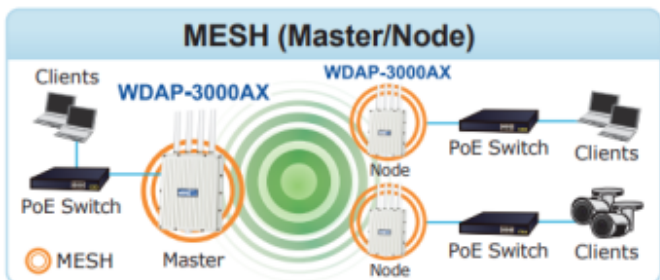 MESH (Master/Node)
Clients
WDAP-3000AX
WDAP-3000AX
PoE Switch
Master
MESH
Node
PoE Switch
Clients
Node
PoE Switch
Clients